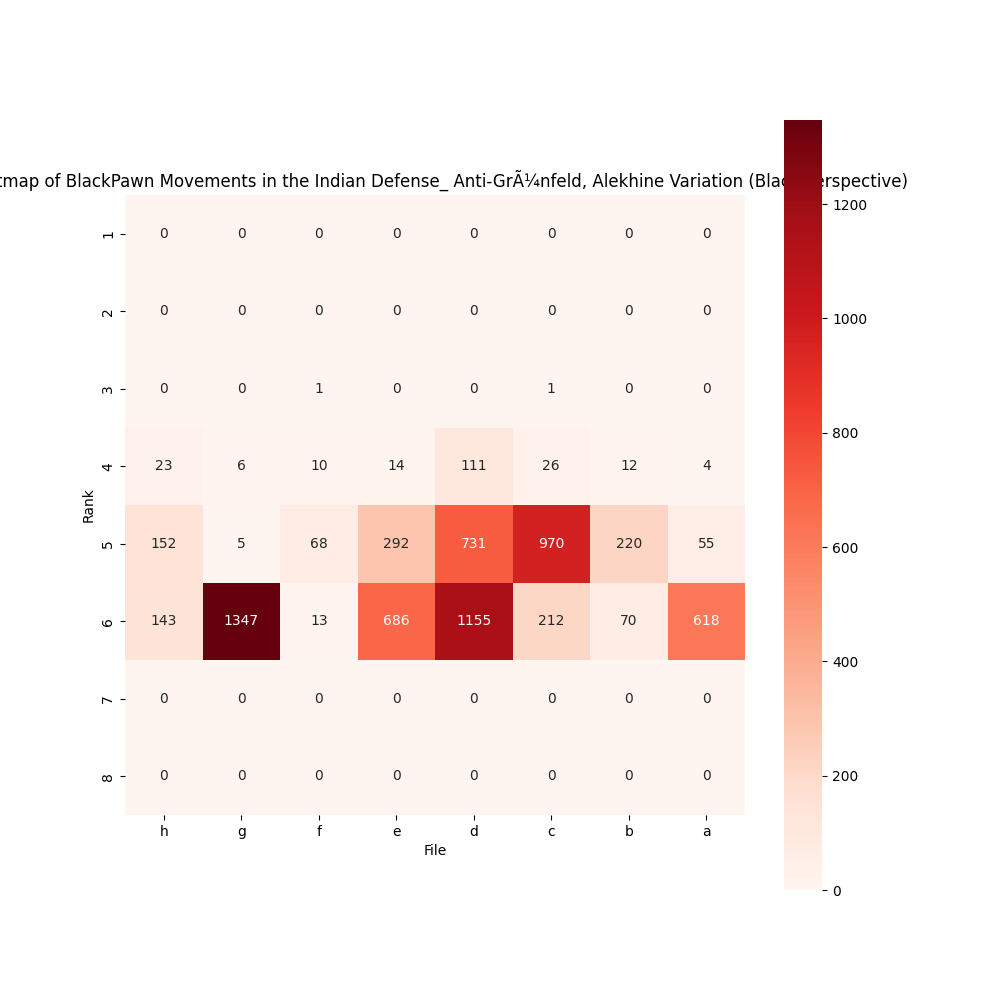 tmap of BlackPawn Movements in the Indian Defense_ Anti-GrÃ¼nfeld, Alekhine Variation (Blac erspective)
1 0 0 0 0 0 0 0 0
2 0 0 0 0 0 0 0 0
3 0 0 1 0 0 1 0 0
4 23 6 10 14 111 26 12 4
5 152 5 68 292 731 970 220 55
6 143 1347 13 686 1155 212 70 618
7 0 0 0 0 0 0 0 0
8 0 0 0 0 0 0 0 0
h g f e d c b a
File
Rank
1200
1000
800
600
400
200
0